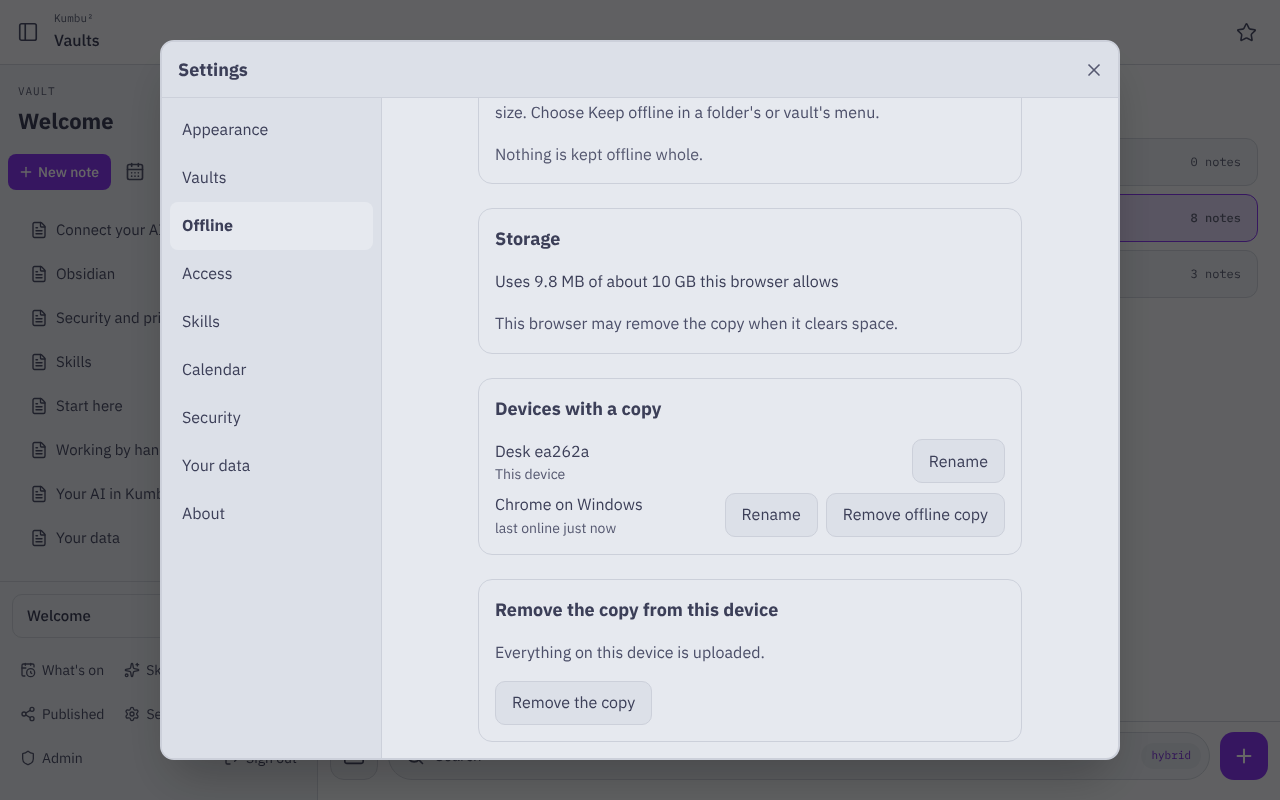 Kumbu²
Vaults
VAULT
Welcome
New note
Connect your A
Obsidian
Security and pri
Skills
Start here
Working by han
Your AI in Kumb
Your data
Welcome
What's on
Sk
Published
Se
Admin
Sign out
Settings
Appearance
Vaults
Offline
Access
Skills
Calendar
Security
Your data
About
size. Choose Keep offline in a folder's or vault's menu.
Nothing is kept offline whole.
Storage
Uses 9.8 MB of about 10 GB this browser allows
This browser may remove the copy when it clears space.
Devices with a copy
Desk ea262a
This device
Rename
Chrome on Windows
last online just now
Rename
Remove offline copy
Remove the copy from this device
Everything on this device is uploaded.
Remove the copy
0 notes
8 notes
3 notes
hybrid